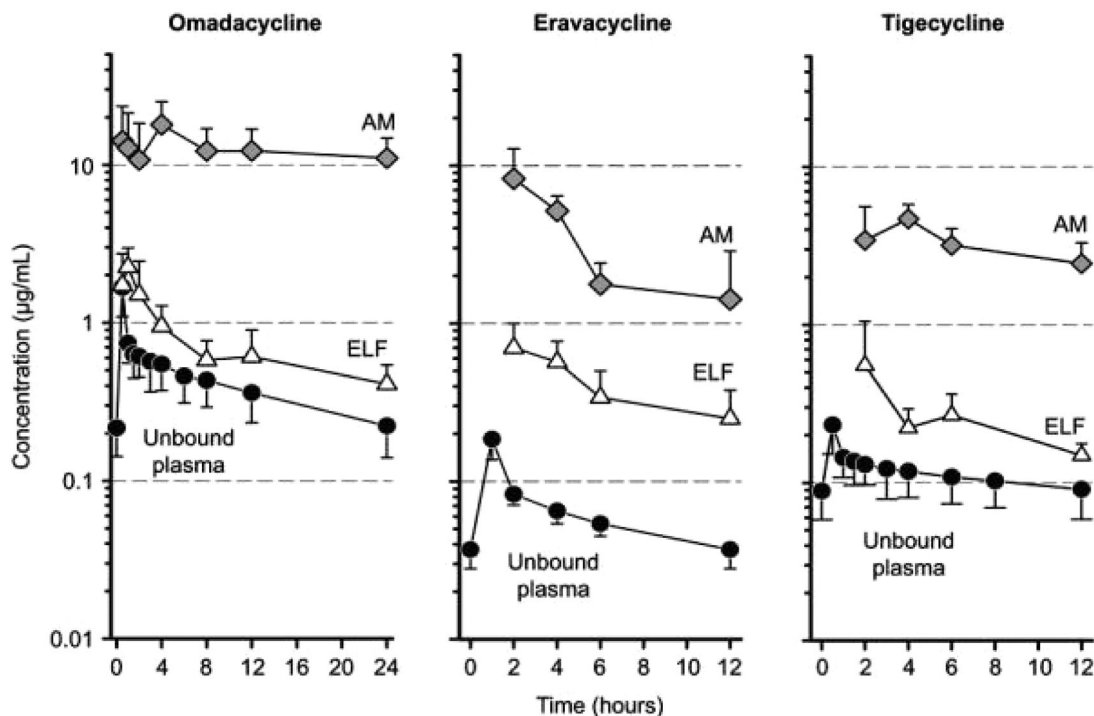 Omadacycline
Eravacycline
Tigecycline
Concentration (µg/mL)
10
1
0.1
0.01
AM
ELF
Unbound
plasma
0 4 8 12 16 20 24
AM
ELF
Unbound
plasma
0 2 4 6 8 10 12
AM
ELF
Unbound
plasma
0 2 4 6 8 10 12
Time (hours)